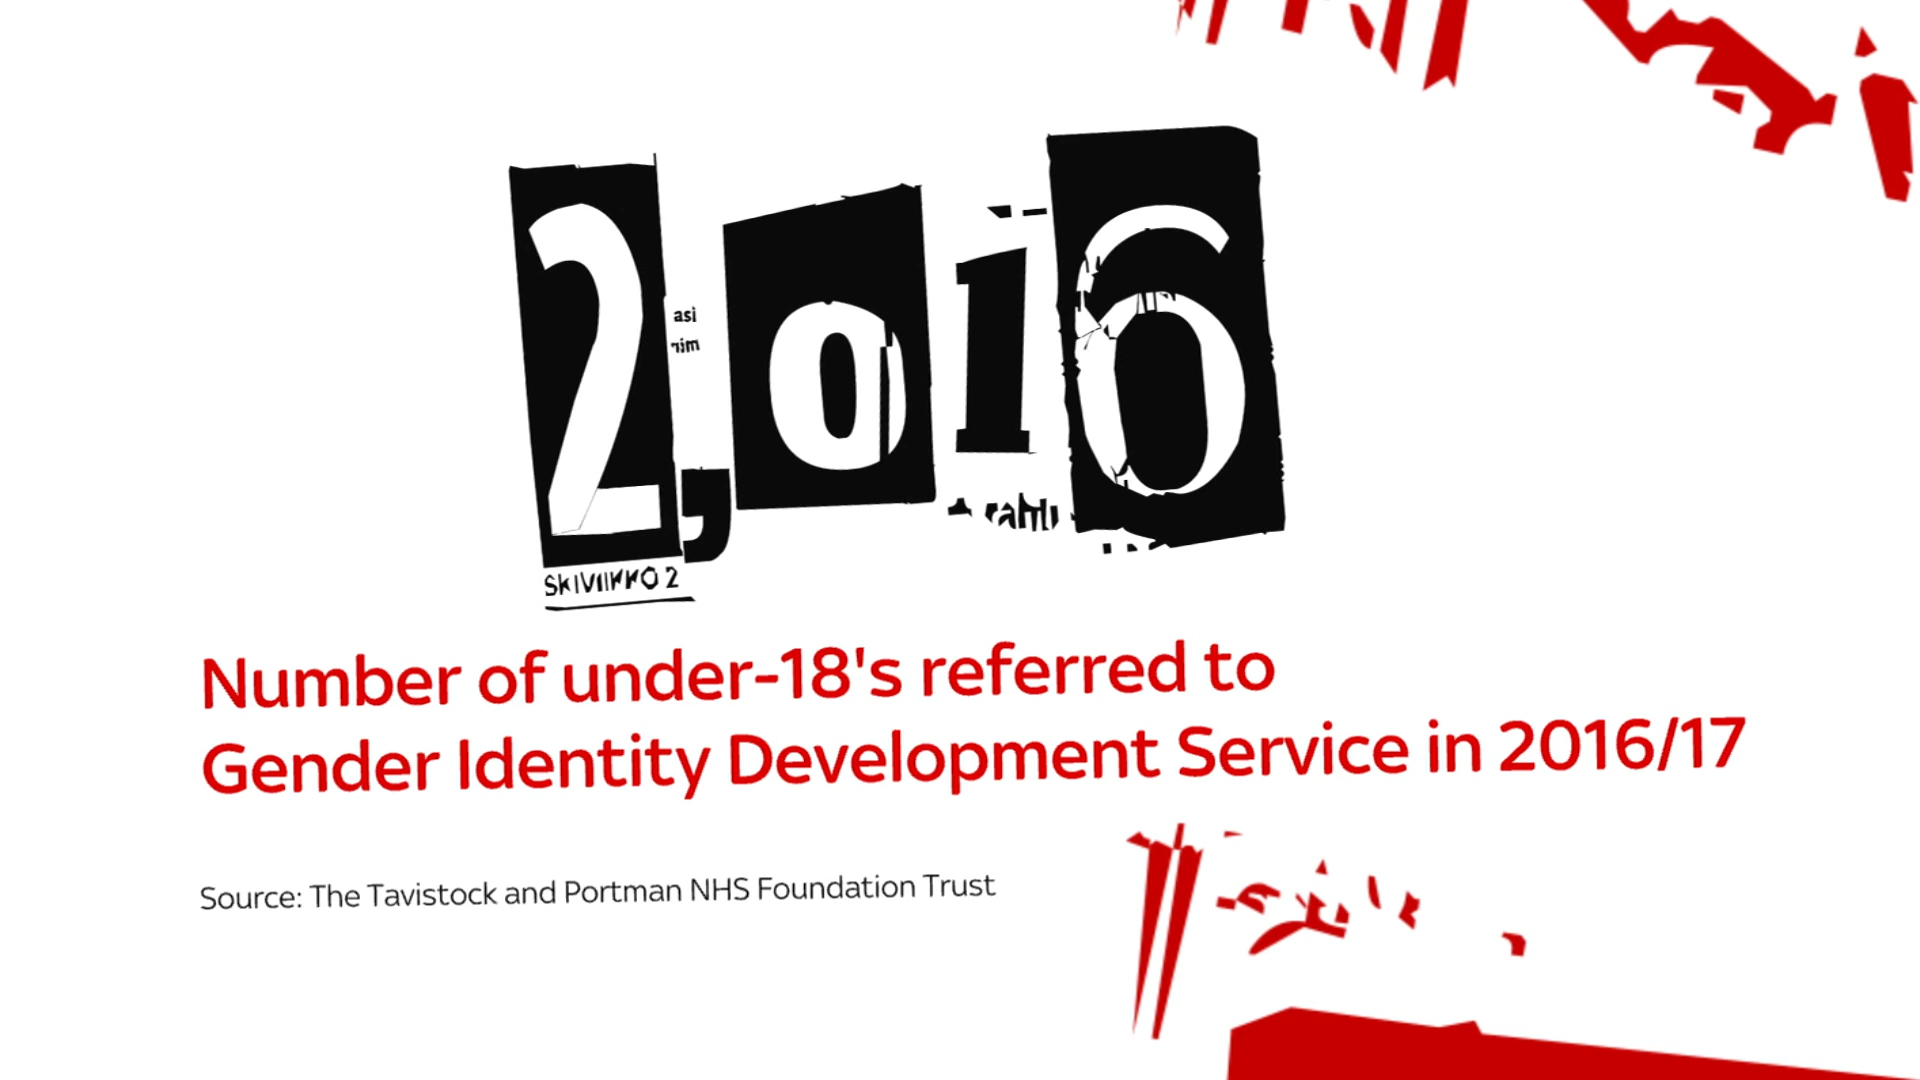 2,016
asi
Number of under-18's referred to
Gender Identity Development Service in 2016/17
Source: The Tavistock and Portman NHS Foundation Trust